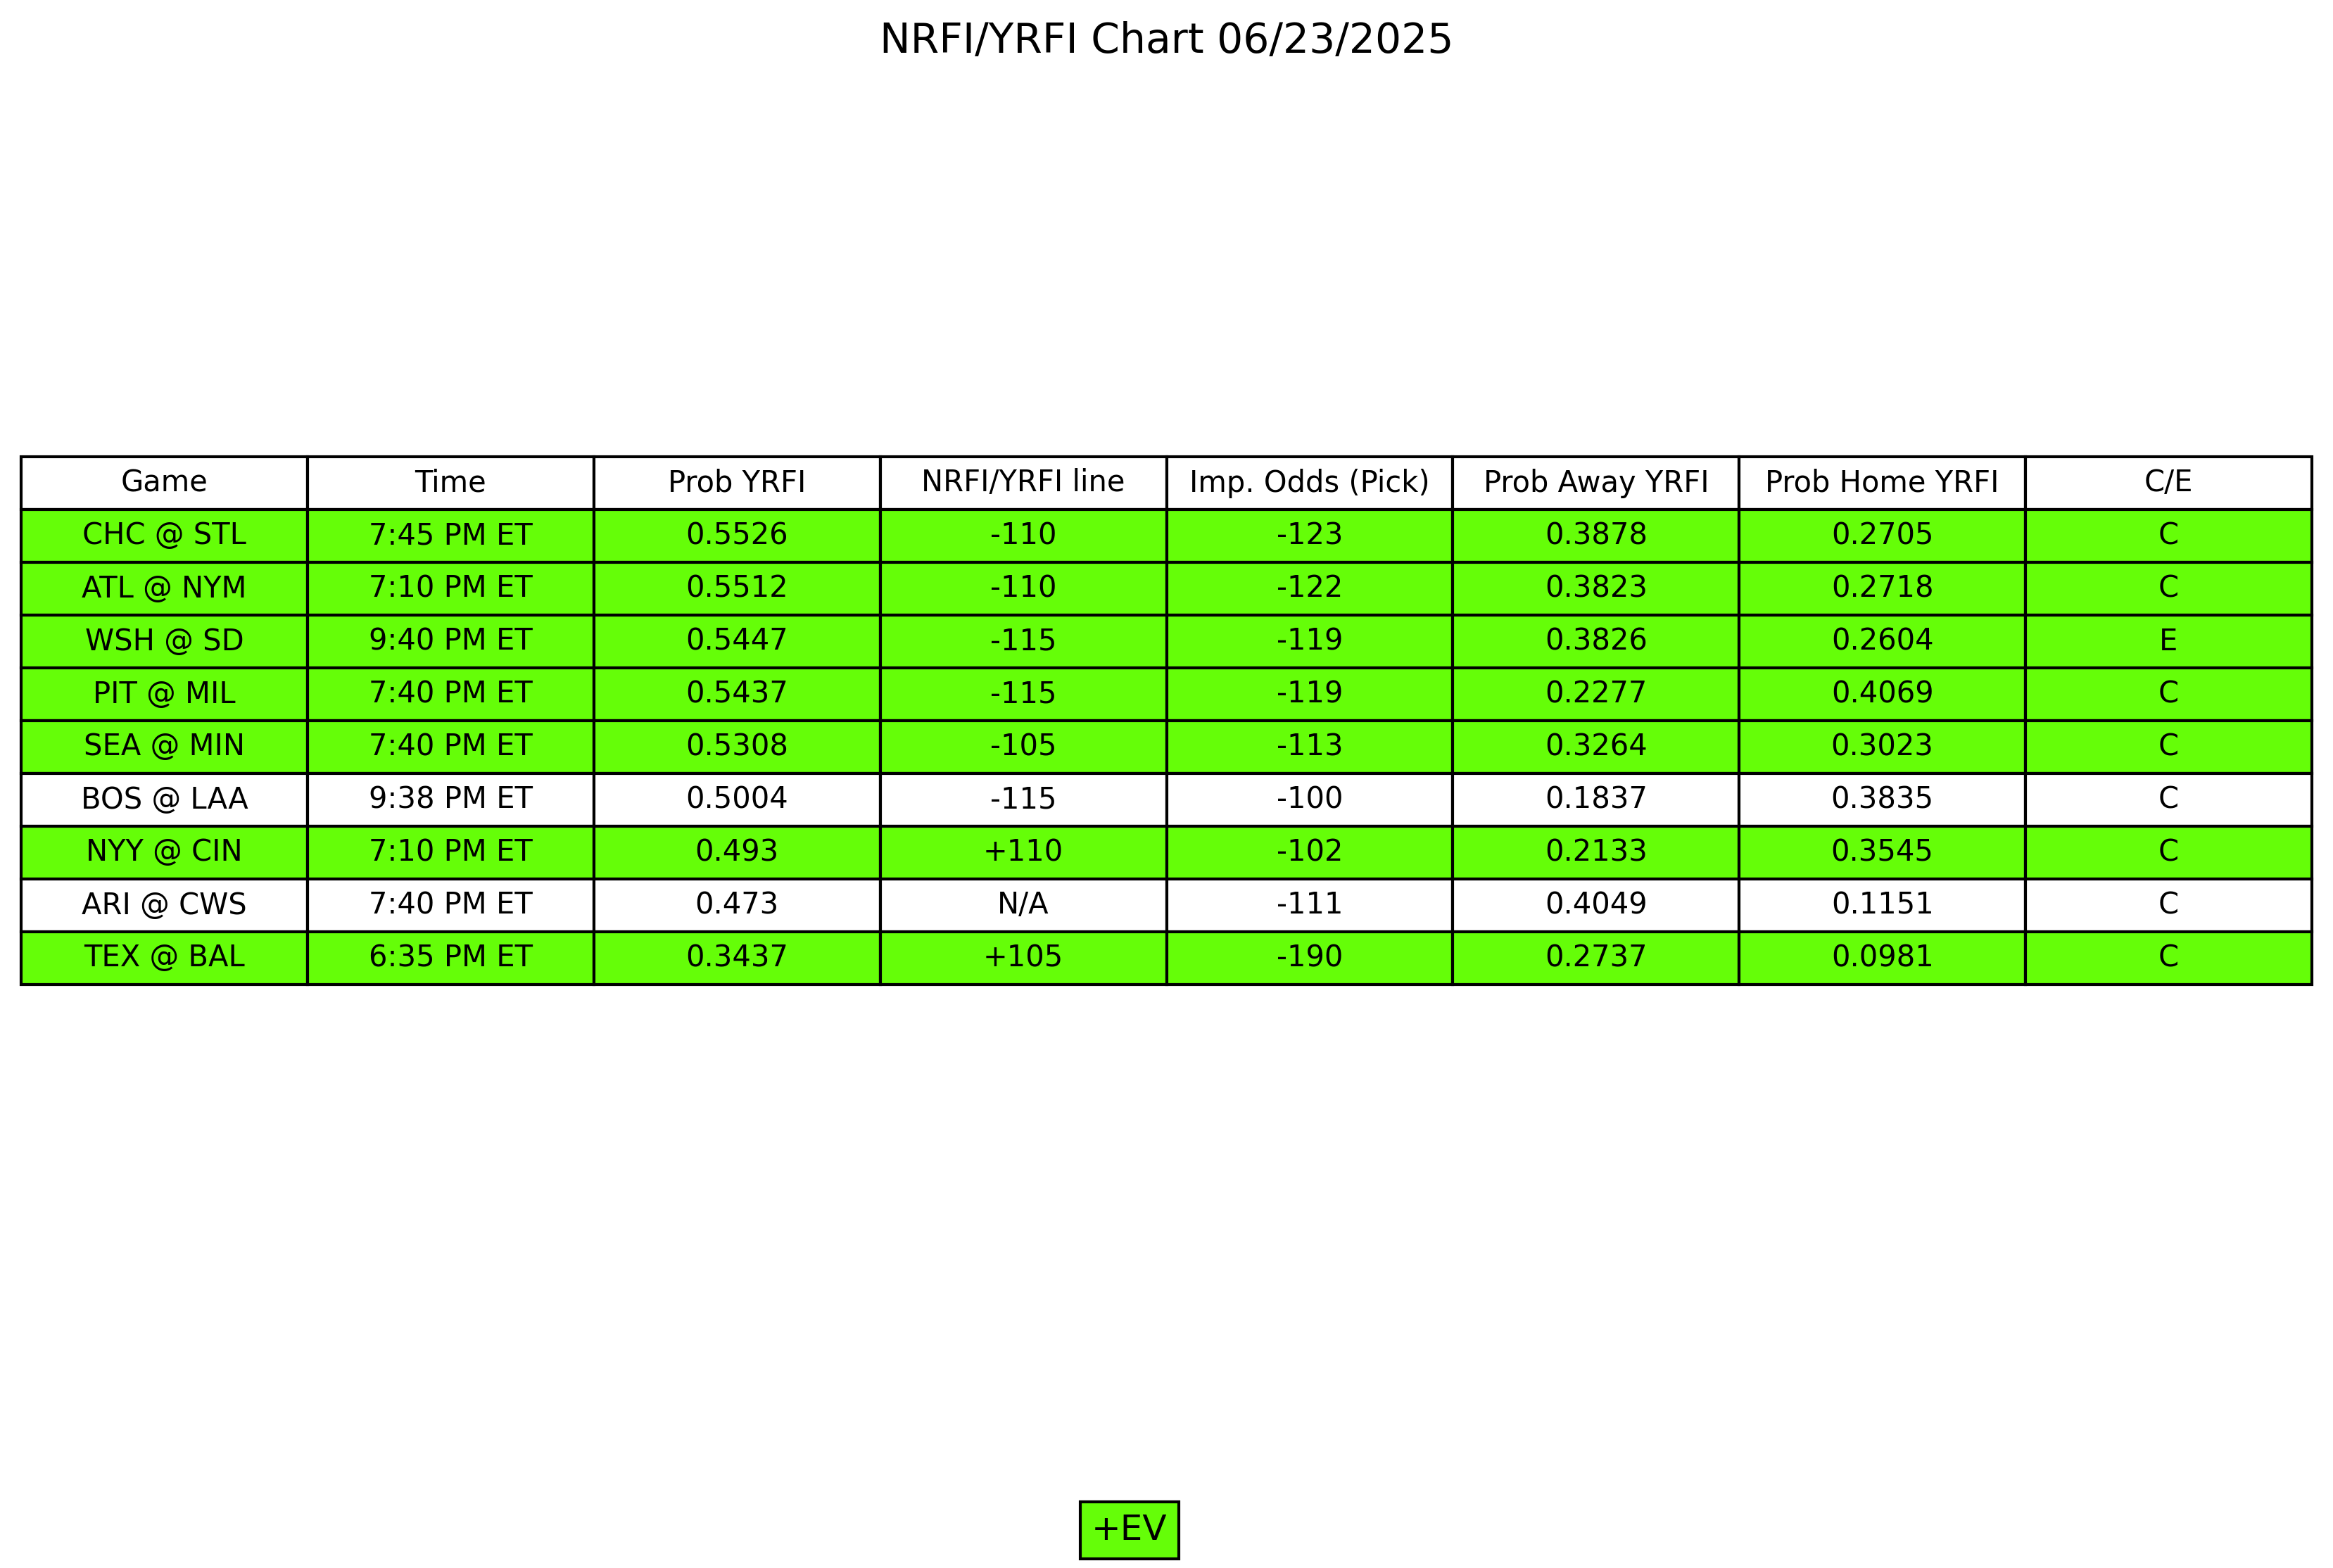 NRFI/YRFI Chart 06/23/2025
Game Time Prob YRFI NRFI/YRFI line Imp. Odds (Pick) Prob Away YRFI Prob Home YRFI C/E
CHC @ STL 7:45 PM ET 0.5526 -110 -123 0.3878 0.2705 C
ATL @ NYM 7:10 PM ET 0.5512 -110 -122 0.3823 0.2718 C
WSH @ SD 9:40 PM ET 0.5447 -115 -119 0.3826 0.2604 E
PIT @ MIL 7:40 PM ET 0.5437 -115 -119 0.2277 0.4069 C
SEA @ MIN 7:40 PM ET 0.5308 -105 -113 0.3264 0.3023 C
BOS @ LAA 9:38 PM ET 0.5004 -115 -100 0.1837 0.3835 C
NYY @ CIN 7:10 PM ET 0.493 +110 -102 0.2133 0.3545 C
ARI @ CWS 7:40 PM ET 0.473 N/A -111 0.4049 0.1151 C
TEX @ BAL 6:35 PM ET 0.3437 +105 -190 0.2737 0.0981 C
+EV